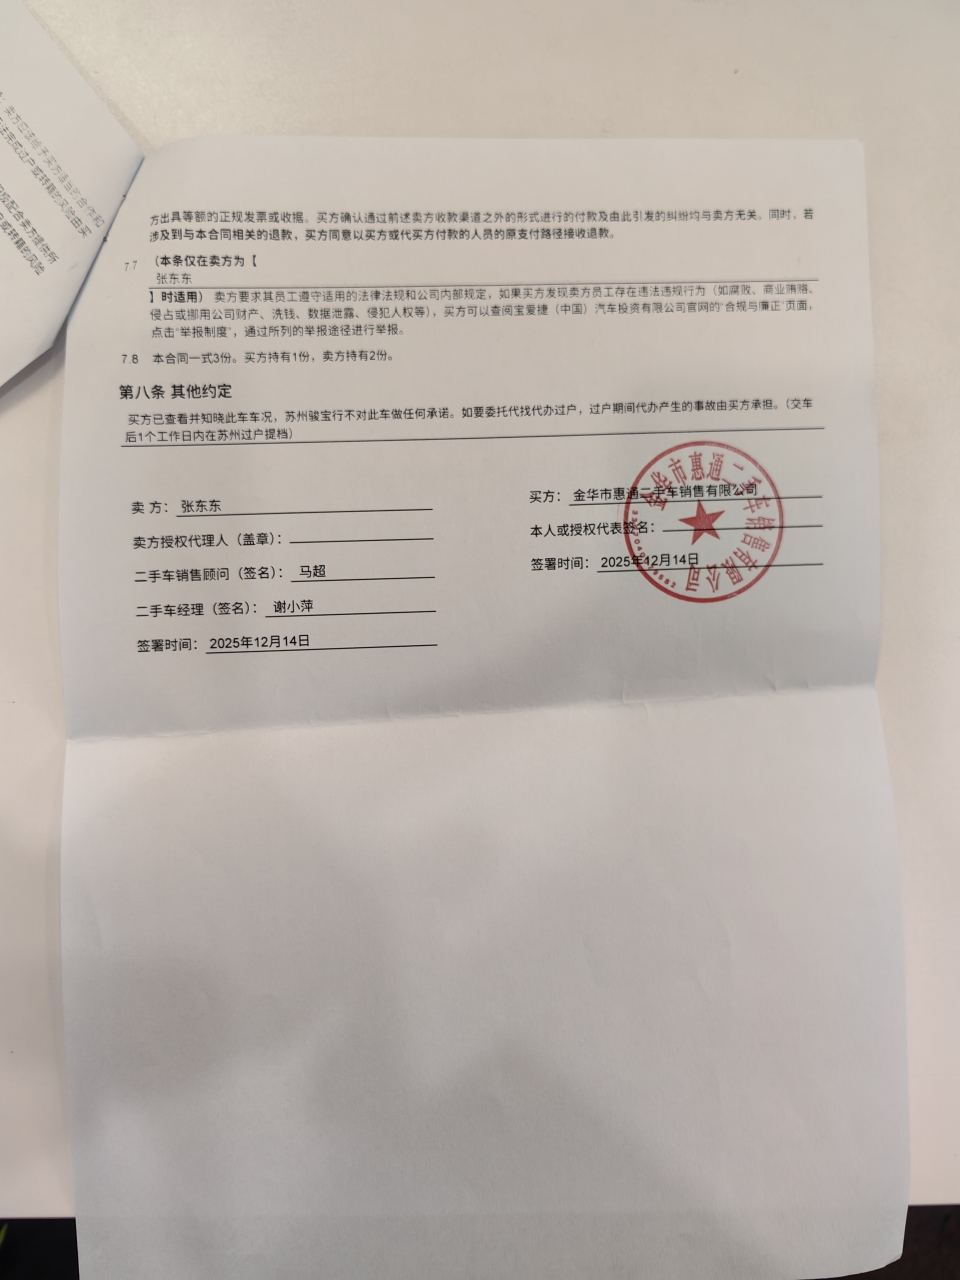 方出具等额的正规发票或收据。买方确认通过前述卖方收款渠道之外的形式进行的付款及由此引发的纠纷均与卖方无关。同时，若
涉及到与本合同相关的退款，买方同意以买方或代买方付款的人员的原支付路径接收退款。
7.7 （本条仅在卖方为【
张东东
】时适用） 卖方要求其员工遵守适用的法律法规和公司内部规定，如果买方发现卖方员工存在违法违规行为（如腐败、商业贿赂、
侵占或挪用公司财产、洗钱、数据泄露、侵犯人权等），买方可以查阅宝爱捷（中国）汽车投资有限公司官网的“合规与廉正”页面，
点击“举报制度”，通过所列的举报途径进行举报。
7.8 本合同一式3份。买方持有1份，卖方持有2份。
第八条 其他约定
买方已查看并知晓此车车况，苏州骏宝行不对此车做任何承诺。如要委托代找代办过户，过户期间代办产生的事故由买方承担。（交车
后1个工作日内在苏州过户提档）
卖 方： 张东东
卖方授权代理人（盖章）：
二手车销售顾问（签名）： 马超
二手车经理（签名）： 谢小萍
签署时间： 2025年12月14日
买方： 金华市惠通二手车销售有限公司
本人或授权代表签名：
签署时间： 2025年12月14日
金华市惠通二手车销售有限公司